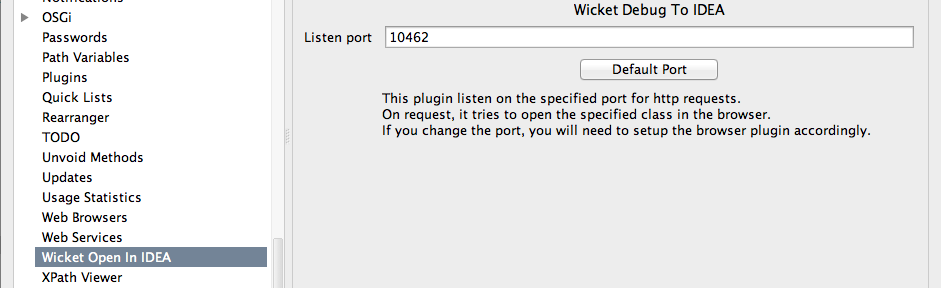 Notifications
OSGi
Passwords
Path Variables
Plugins
Quick Lists
Rearranger
TODO
Unvoid Methods
Updates
Usage Statistics
Web Browsers
Web Services
Wicket Open In IDEA
XPath Viewer
Wicket Debug To IDEA
Listen port
10462
Default Port
This plugin listen on the specified port for http requests.
On request, it tries to open the specified class in the browser.
If you change the port, you will need to setup the browser plugin accordingly.